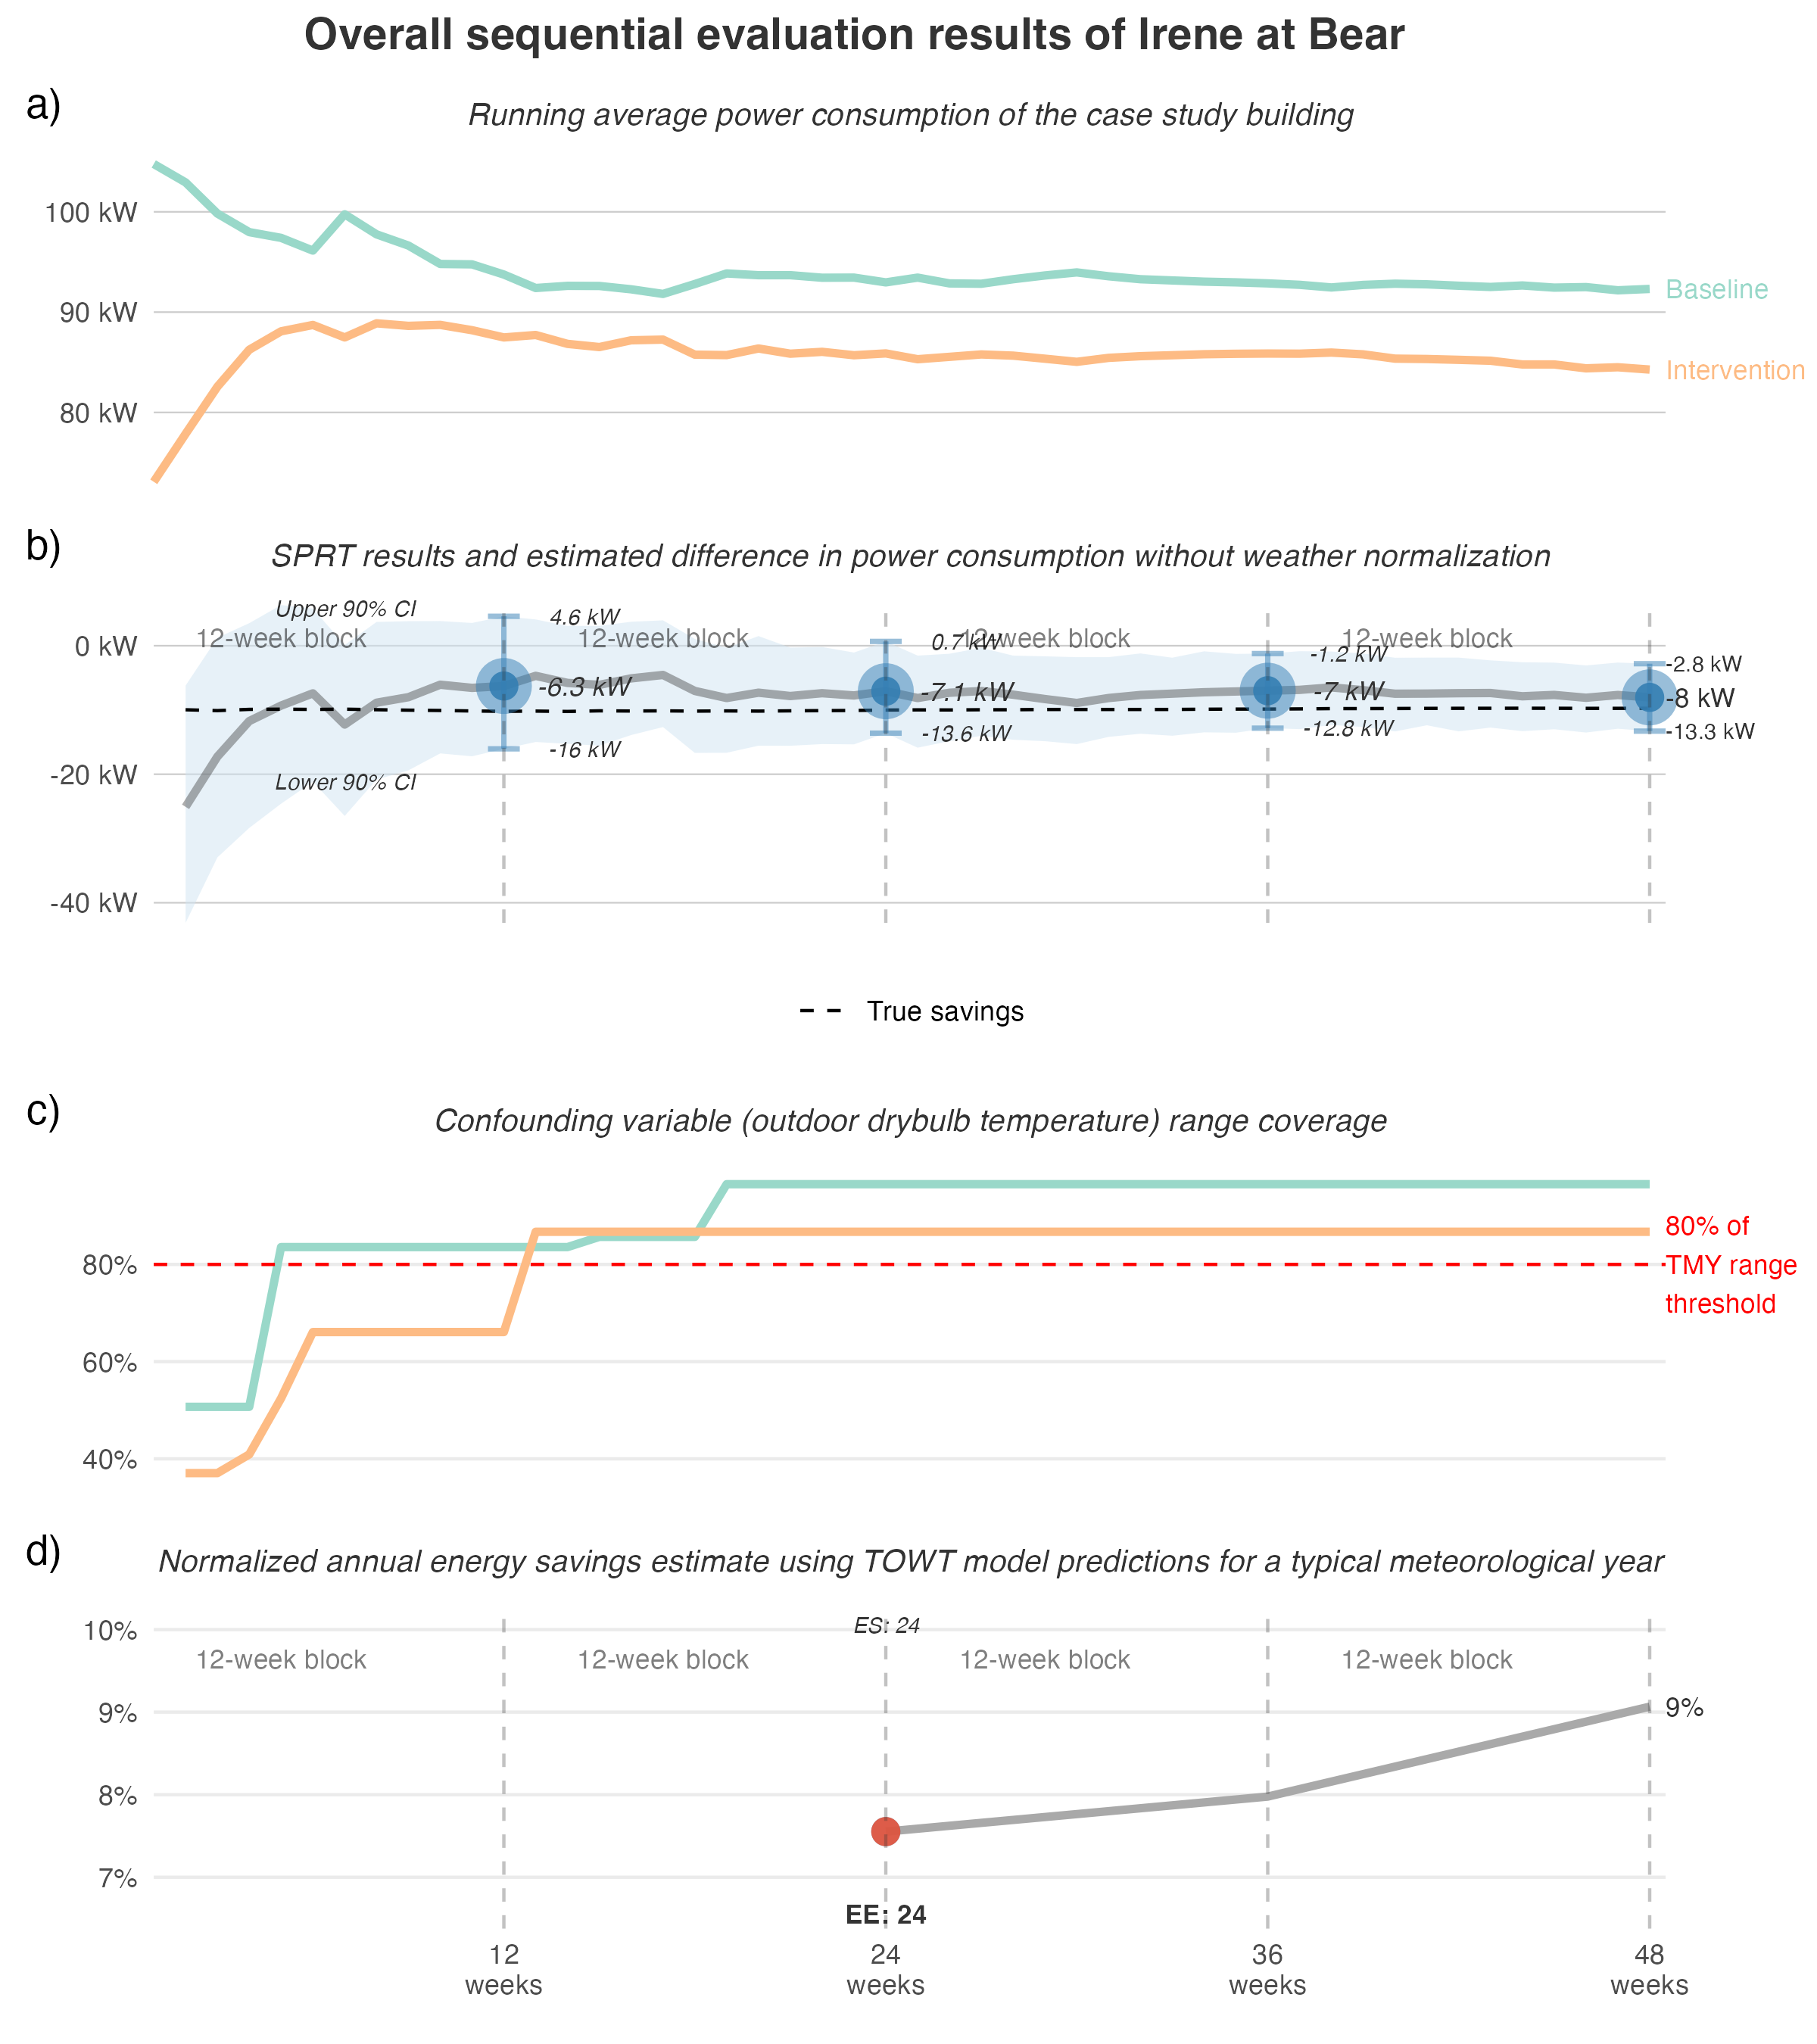 Overall sequential evaluation results of Irene at Bear
a)
Running average power consumption of the case study building
100 kW
90 kW
80 kW
Baseline
Intervention
b)
SPRT results and estimated difference in power consumption without weather normalization
Upper 90% CI
12-week block
12-week block
12-week block
12-week block
4.6 kW
0.7 kW
-1.2 kW
-2.8 kW
0 kW
-6.3 kW
-7.1 kW
-7 kW
-8 kW
-16 kW
-13.6 kW
-12.8 kW
-13.3 kW
-20 kW
Lower 90% CI
-40 kW
True savings
c)
Confounding variable (outdoor drybulb temperature) range coverage
80%
60%
40%
80% of
TMY range
threshold
d)
Normalized annual energy savings estimate using TOWT model predictions for a typical meteorological year
ES: 24
10%
12-week block
12-week block
12-week block
12-week block
9%
9%
8%
7%
EE: 24
12
weeks
24
weeks
36
weeks
48
weeks